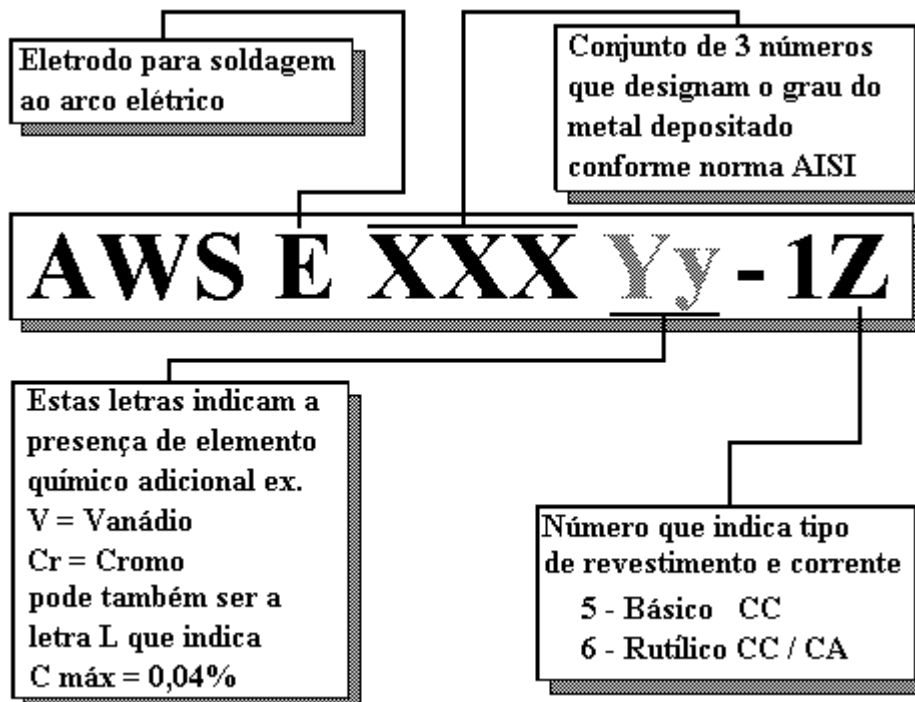 Eletrodo para soldagem
ao arco elétrico
Conjunto de 3 números
que designam o grau do
metal depositado
conforme norma AISI
AWS E XXX Yy - 1Z
Estas letras indicam a
presença de elemento
químico adicional ex.
V = Vanádio
Cr = Cromo
pode também ser a
letra L que indica
C máx = 0,04%
Número que indica tipo
de revestimento e corrente
5 - Básico CC
6 - Rutílico CC / CA